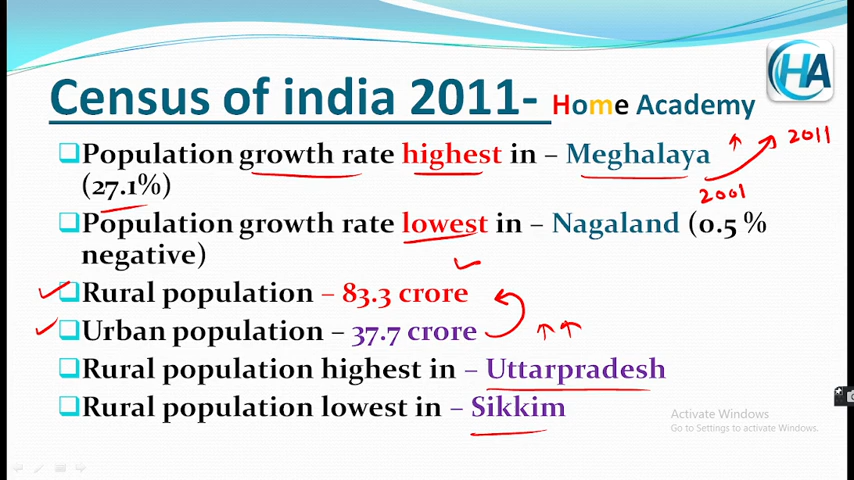 HA
Census of india 2011- Home Academy
Population growth rate highest in – Meghalaya
2011
(27.1%)
2001
Population growth rate lowest in – Nagaland (0.5 %
negative)
Rural population – 83.3 crore
Urban population – 37.7 crore
Rural population highest in – Uttarpradesh
Rural population lowest in – Sikkim
Activate Windows
Go to Settings to activate Windows.